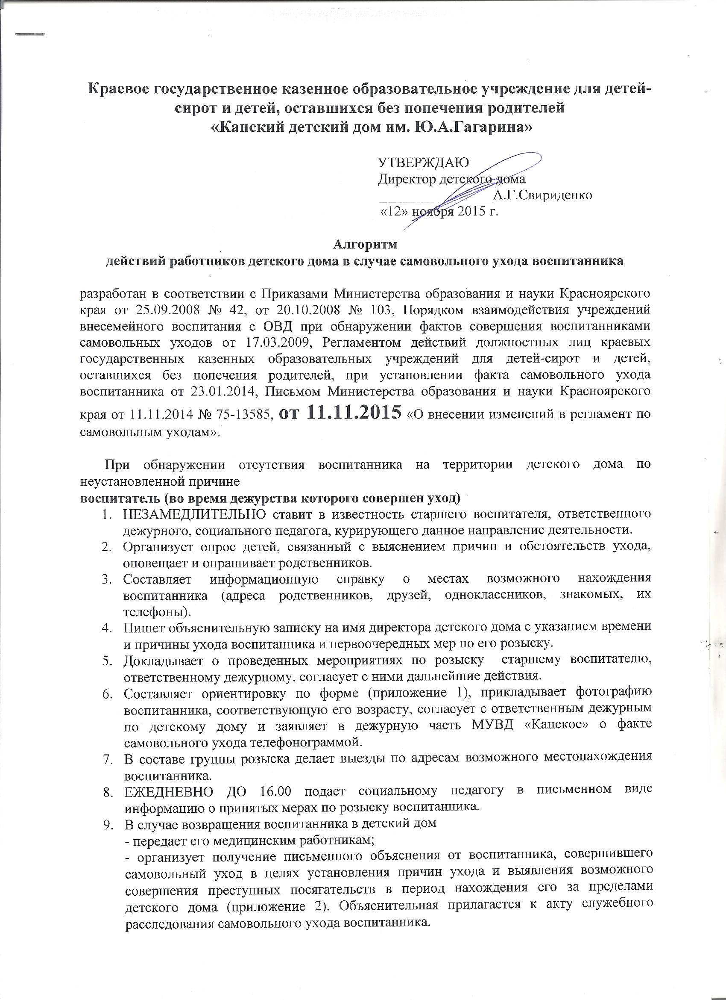 Краевое государственное казенное образовательное учреждение для детей-
сирот и детей, оставшихся без попечения родителей
«Канский детский дом им. Ю.А.Гагарина»
УТВЕРЖДАЮ
Директор детского дома
________________А.Г.Свириденко
«12» ноября 2015 г.
Алгоритм
действий работников детского дома в случае самовольного ухода воспитанника
разработан в соответствии с Приказами Министерства образования и науки Красноярского
края от 25.09.2008 № 42, от 20.10.2008 № 103, Порядком взаимодействия учреждений
внесемейного воспитания с ОВД при обнаружении фактов совершения воспитанниками
самовольных уходов от 17.03.2009, Регламентом действий должностных лиц краевых
государственных казенных образовательных учреждений для детей-сирот и детей,
оставшихся без попечения родителей, при установлении факта самовольного ухода
воспитанника от 23.01.2014, Письмом Министерства образования и науки Красноярского
края от 11.11.2014 № 75-13585, от 11.11.2015 «О внесении изменений в регламент по
самовольным уходам».
При обнаружении отсутствия воспитанника на территории детского дома по
неустановленной причине
воспитатель (во время дежурства которого совершен уход)
1. НЕЗАМЕДЛИТЕЛЬНО ставит в известность старшего воспитателя, ответственного
дежурного, социального педагога, курирующего данное направление деятельности.
2. Организует опрос детей, связанный с выяснением причин и обстоятельств ухода,
оповещает и опрашивает родственников.
3. Составляет информационную справку о местах возможного нахождения
воспитанника (адреса родственников, друзей, одноклассников, знакомых, их
телефоны).
4. Пишет объяснительную записку на имя директора детского дома с указанием времени
и причины ухода воспитанника и первоочередных мер по его розыску.
5. Докладывает о проведенных мероприятиях по розыску старшему воспитателю,
ответственному дежурному, согласует с ними дальнейшие действия.
6. Составляет ориентировку по форме (приложение 1), прикладывает фотографию
воспитанника, соответствующую его возрасту, согласует с ответственным дежурным
по детскому дому и заявляет в дежурную часть МУВД «Канское» о факте
самовольного ухода телефонограммой.
7. В составе группы розыска делает выезды по адресам возможного местонахождения
воспитанника.
8. ЕЖЕДНЕВНО ДО 16.00 подает социальному педагогу в письменном виде
информацию о принятых мерах по розыску воспитанника.
9. В случае возвращения воспитанника в детский дом
- передает его медицинским работникам;
- организует получение письменного объяснения от воспитанника, совершившего
самовольный уход в целях установления причин ухода и выявления возможного
совершения преступных посягательств в период нахождения его за пределами
детского дома (приложение 2). Объяснительная прилагается к акту служебного
расследования самовольного ухода воспитанника.